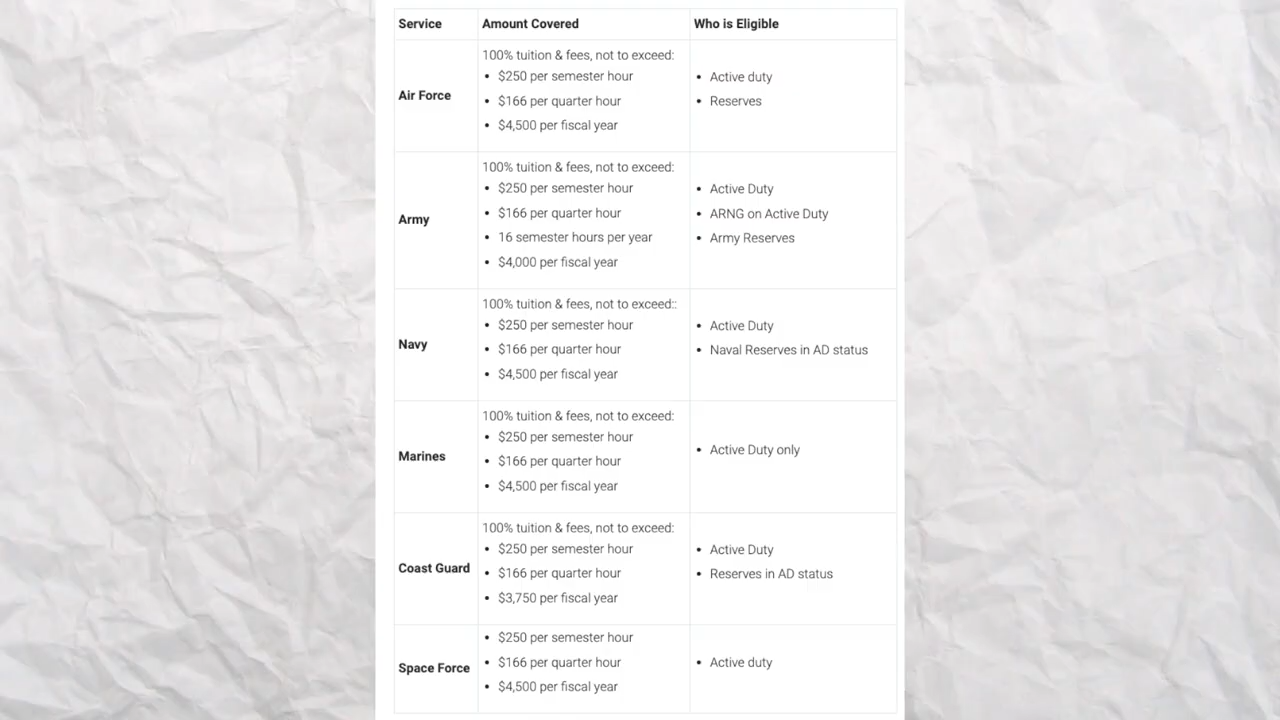 Service Amount Covered Who is Eligible
Air Force
100% tuition & fees, not to exceed:
• $250 per semester hour
• $166 per quarter hour
• $4,500 per fiscal year
• Active duty
• Reserves
Army
100% tuition & fees, not to exceed:
• $250 per semester hour
• $166 per quarter hour
• 16 semester hours per year
• $4,000 per fiscal year
• Active Duty
• ARNG on Active Duty
• Army Reserves
Navy
100% tuition & fees, not to exceed::
• $250 per semester hour
• $166 per quarter hour
• $4,500 per fiscal year
• Active Duty
• Naval Reserves in AD status
Marines
100% tuition & fees, not to exceed:
• $250 per semester hour
• $166 per quarter hour
• $4,500 per fiscal year
• Active Duty only
Coast Guard
100% tuition & fees, not to exceed:
• $250 per semester hour
• $166 per quarter hour
• $3,750 per fiscal year
• Active Duty
• Reserves in AD status
Space Force
• $250 per semester hour
• $166 per quarter hour
• $4,500 per fiscal year
• Active duty